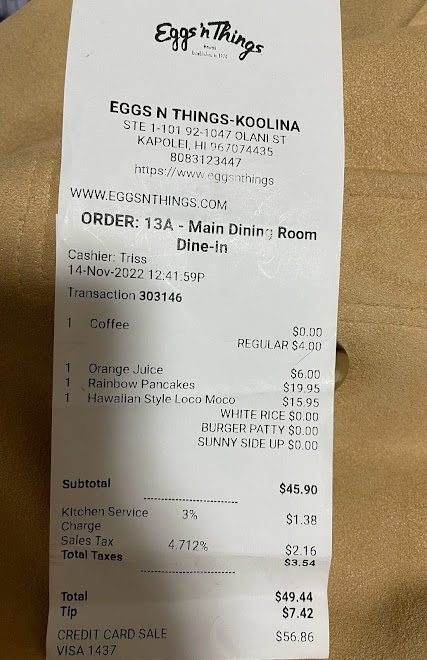 Eggs 'n Things
Hawaii
Established in 1974
EGGS N THINGS-KOOLINA
STE 1-101 92-1047 OLANI ST
KAPOLEI, HI 967074435
8083123447
https://www.eggsnthings
WWW.EGGSNTHINGS.COM
ORDER: 13A - Main Dining Room
Dine-in
Cashier: Triss
14-Nov-2022 12:41:59P
Transaction 303146
1 Coffee $0.00
REGULAR $4.00
1 Orange Juice $6.00
1 Rainbow Pancakes $19.95
1 Hawaiian Style Loco Moco $15.95
WHITE RICE $0.00
BURGER PATTY $0.00
SUNNY SIDE UP $0.00
Subtotal $45.90
Kitchen Service 3% $1.38
Charge
Sales Tax 4.712% $2.16
Total Taxes $3.54
Total $49.44
Tip $7.42
CREDIT CARD SALE $56.86
VISA 1437